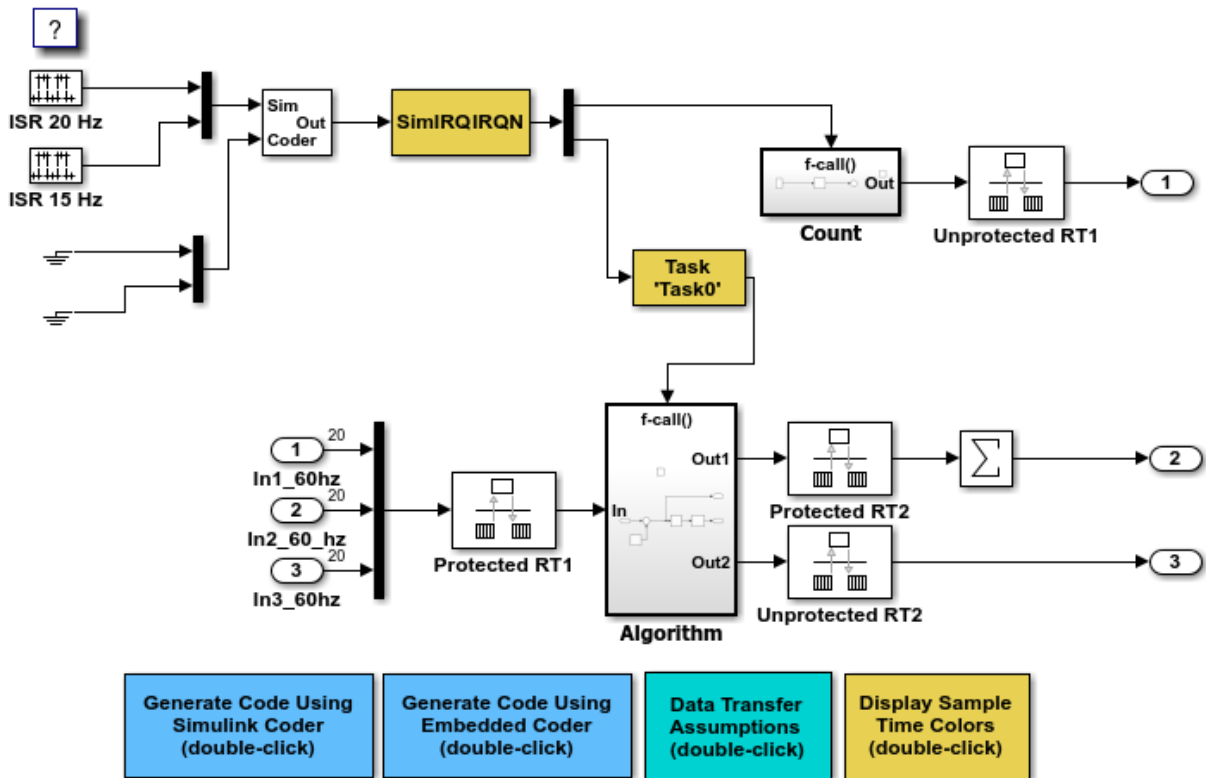 ?
ISR 20 Hz
ISR 15 Hz
Sim
Out
Coder
SimIRQIRQN
f-call()
Out
Count
Unprotected RT1
1
Task
'Task0'
1
20
In1_60hz
2
20
In2_60_hz
3
20
In3_60hz
Protected RT1
f-call()
In
Out1
Out2
Algorithm
Protected RT2
Σ
2
Unprotected RT2
3
Generate Code Using
Simulink Coder
(double-click)
Generate Code Using
Embedded Coder
(double-click)
Data Transfer
Assumptions
(double-click)
Display Sample
Time Colors
(double-click)